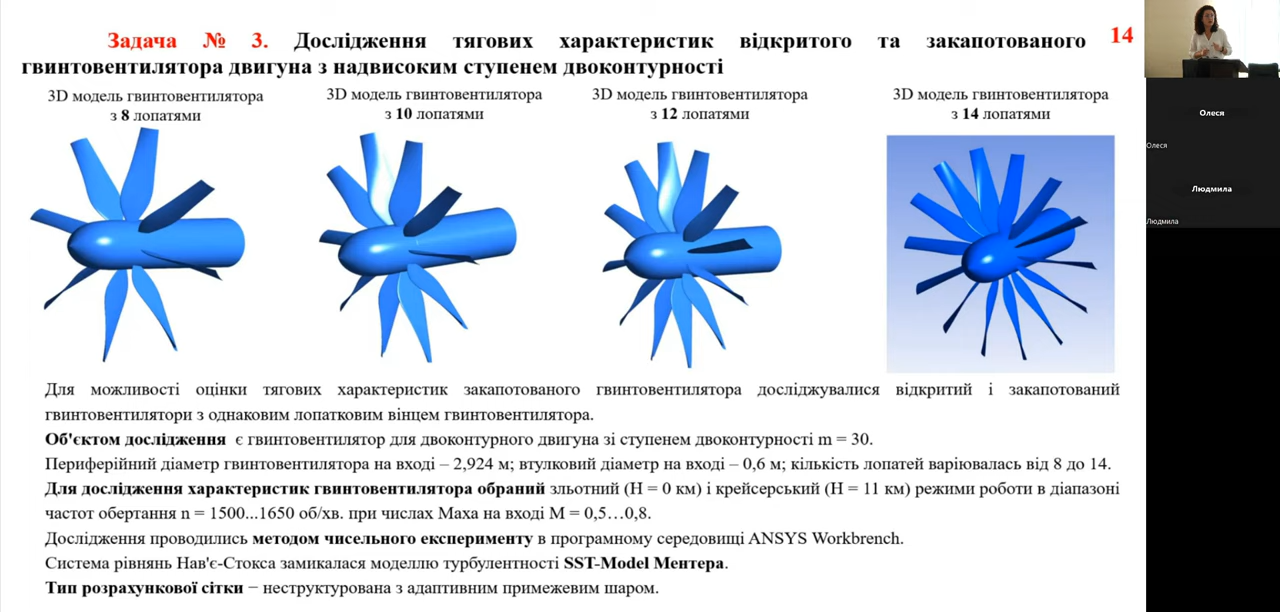 Задача № 3. Дослідження тягових характеристик відкритого та закапотованого
гвинтовентилятора двигуна з надвисоким ступенем двоконтурності
14
3D модель гвинтовентилятора
з 8 лопатями
3D модель гвинтовентилятора
з 10 лопатями
3D модель гвинтовентилятора
з 12 лопатями
3D модель гвинтовентилятора
з 14 лопатями
Для можливості оцінки тягових характеристик закапотованого гвинтовентилятора досліджувалися відкритий і закапотований
гвинтовентилятори з однаковим лопатковим вінцем гвинтовентилятора.
Об'єктом дослідження є гвинтовентилятор для двоконтурного двигуна зі ступенем двоконтурності m = 30.
Периферійний діаметр гвинтовентилятора на вході – 2,924 м; втулковий діаметр на вході – 0,6 м; кількість лопатей варіювалась від 8 до 14.
Для дослідження характеристик гвинтовентилятора обраний зльотний (H = 0 км) і крейсерський (H = 11 км) режими роботи в діапазоні
частот обертання n = 1500...1650 об/хв. при числах Маха на вході M = 0,5…0,8.
Дослідження проводились методом чисельного експерименту в програмному середовищі ANSYS Workbrench.
Система рівнянь Нав'є-Стокса замикалася моделлю турбулентності SST-Model Ментера.
Тип розрахункової сітки − неструктурована з адаптивним примежевим шаром.
Олеся
Олеся
Людмила
Людмила